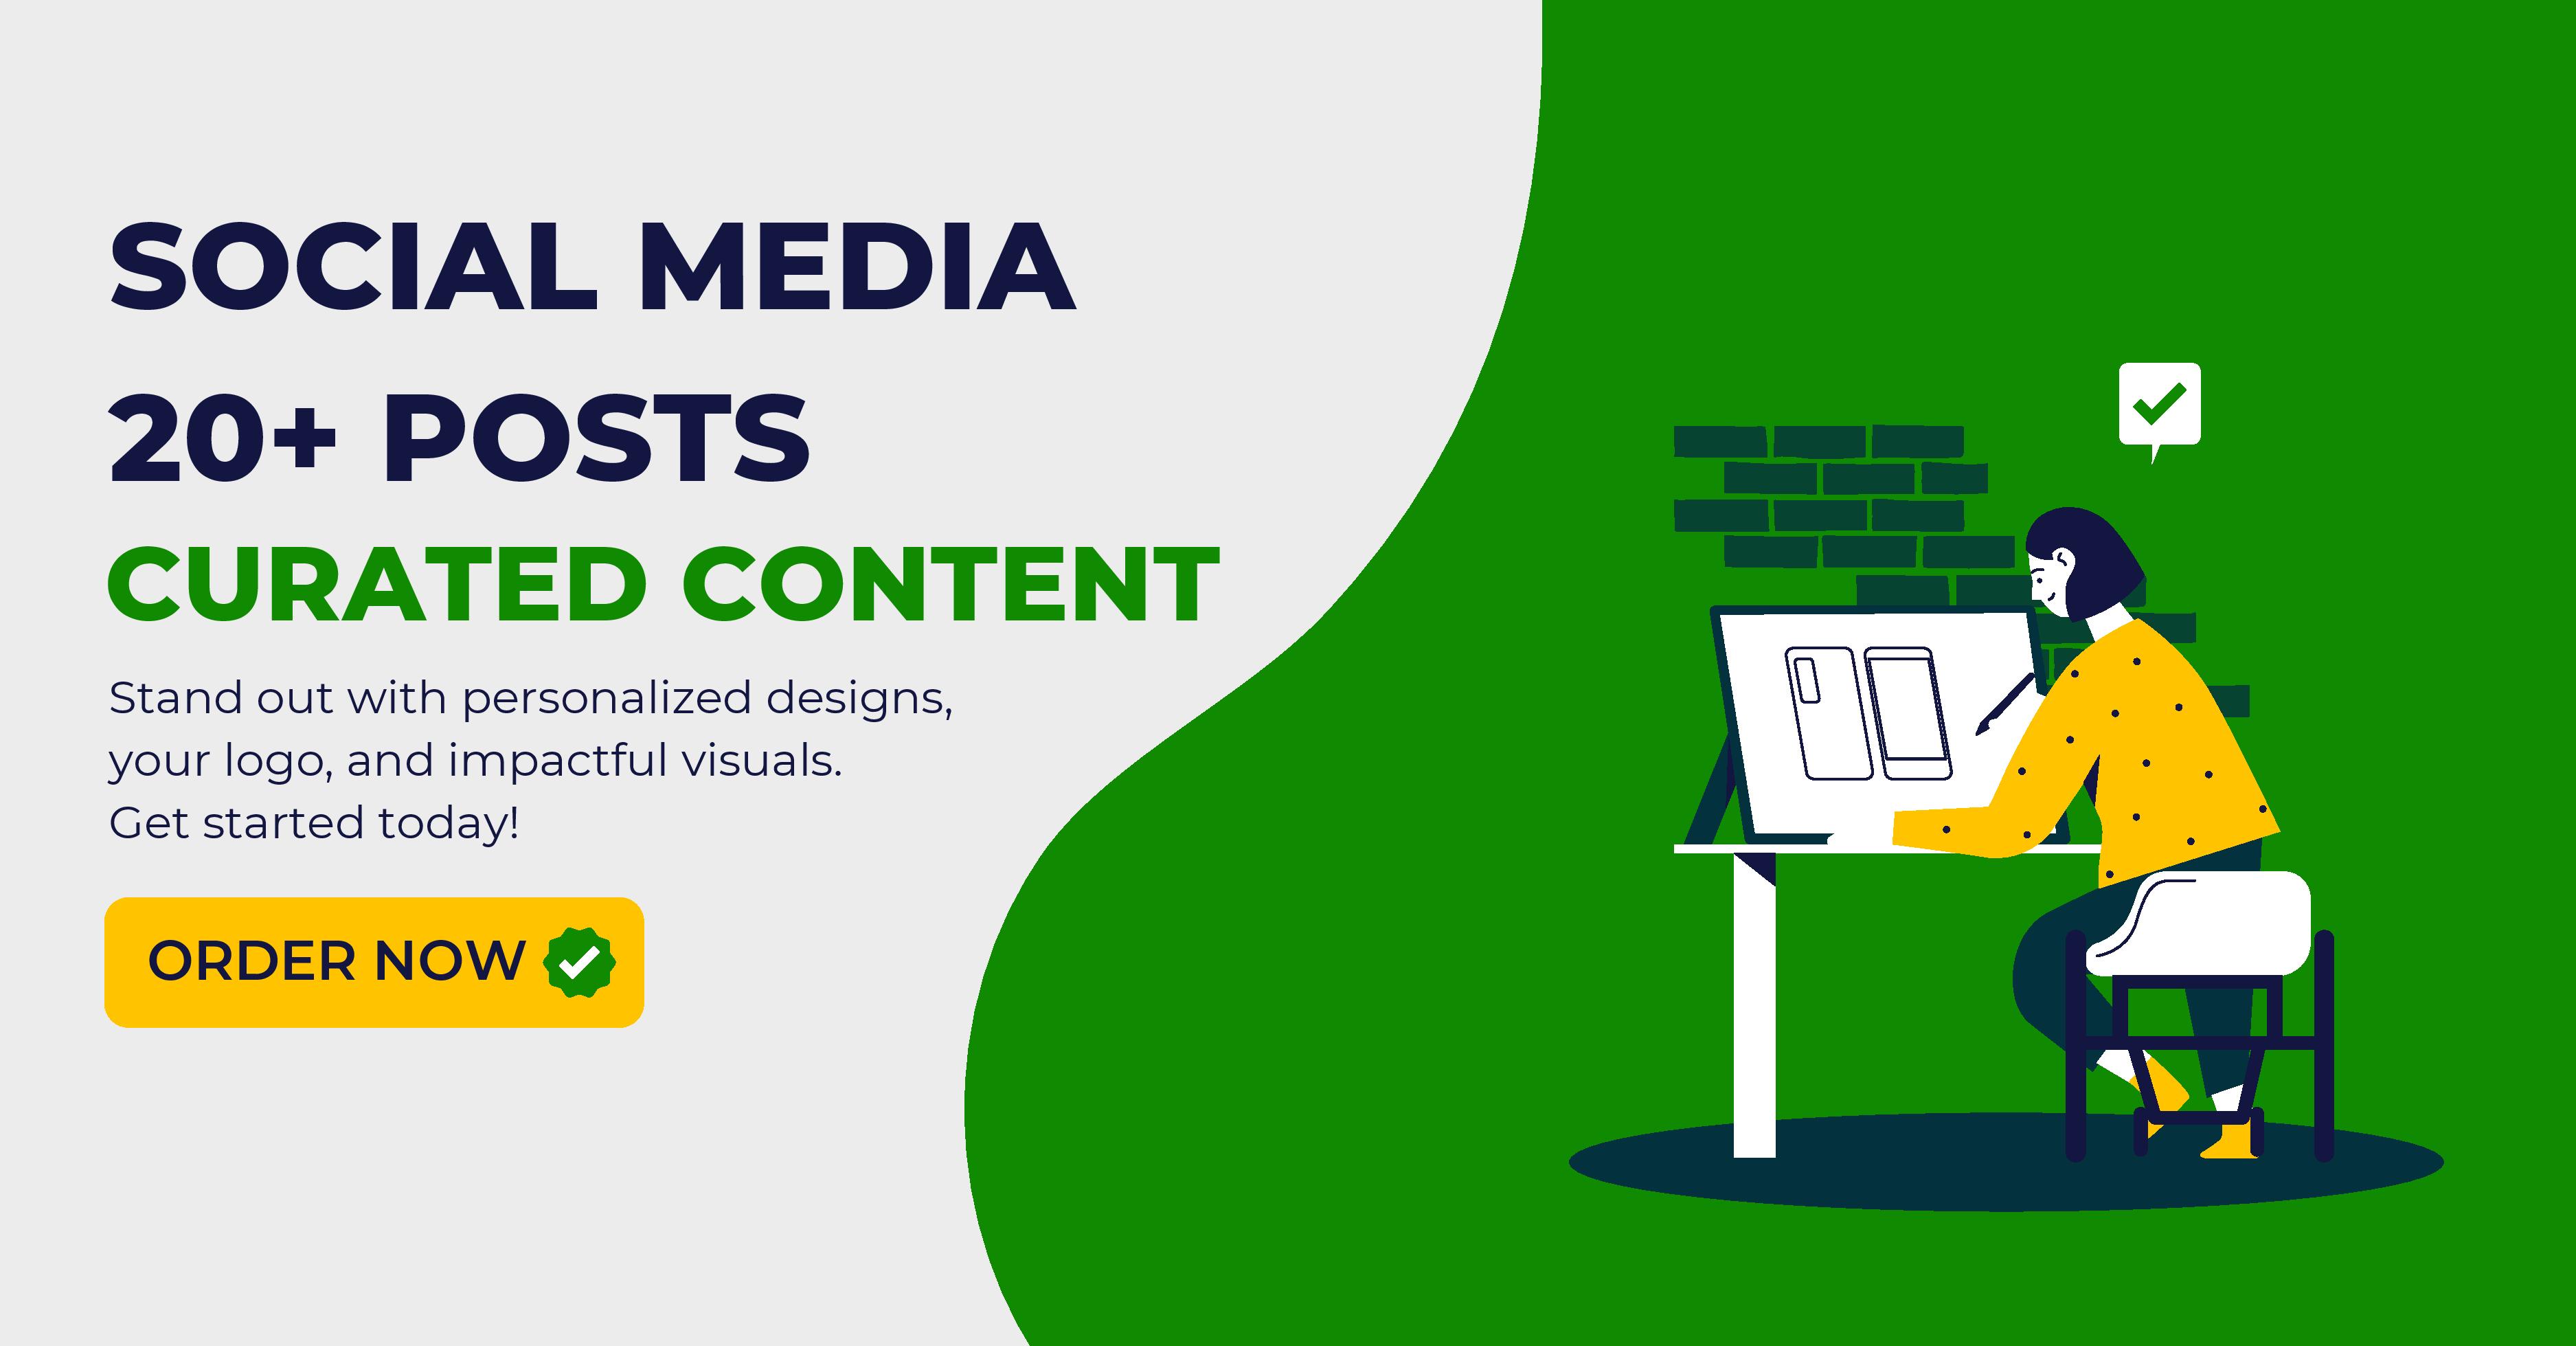 SOCIAL MEDIA
20+ POSTS
CURATED CONTENT
Stand out with personalized designs,
your logo, and impactful visuals.
Get started today!
ORDER NOW